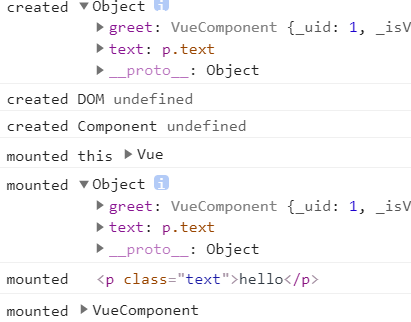 created ▼Object i
▶greet: VueComponent {_uid: 1, _isV
▶text: p.text
▶__proto__: Object
created DOM undefined
created Component undefined
mounted this ▶Vue
mounted ▼Object i
▶greet: VueComponent {_uid: 1, _isV
▶text: p.text
▶__proto__: Object
mounted <p class="text">hello</p>
mounted ▶VueComponent